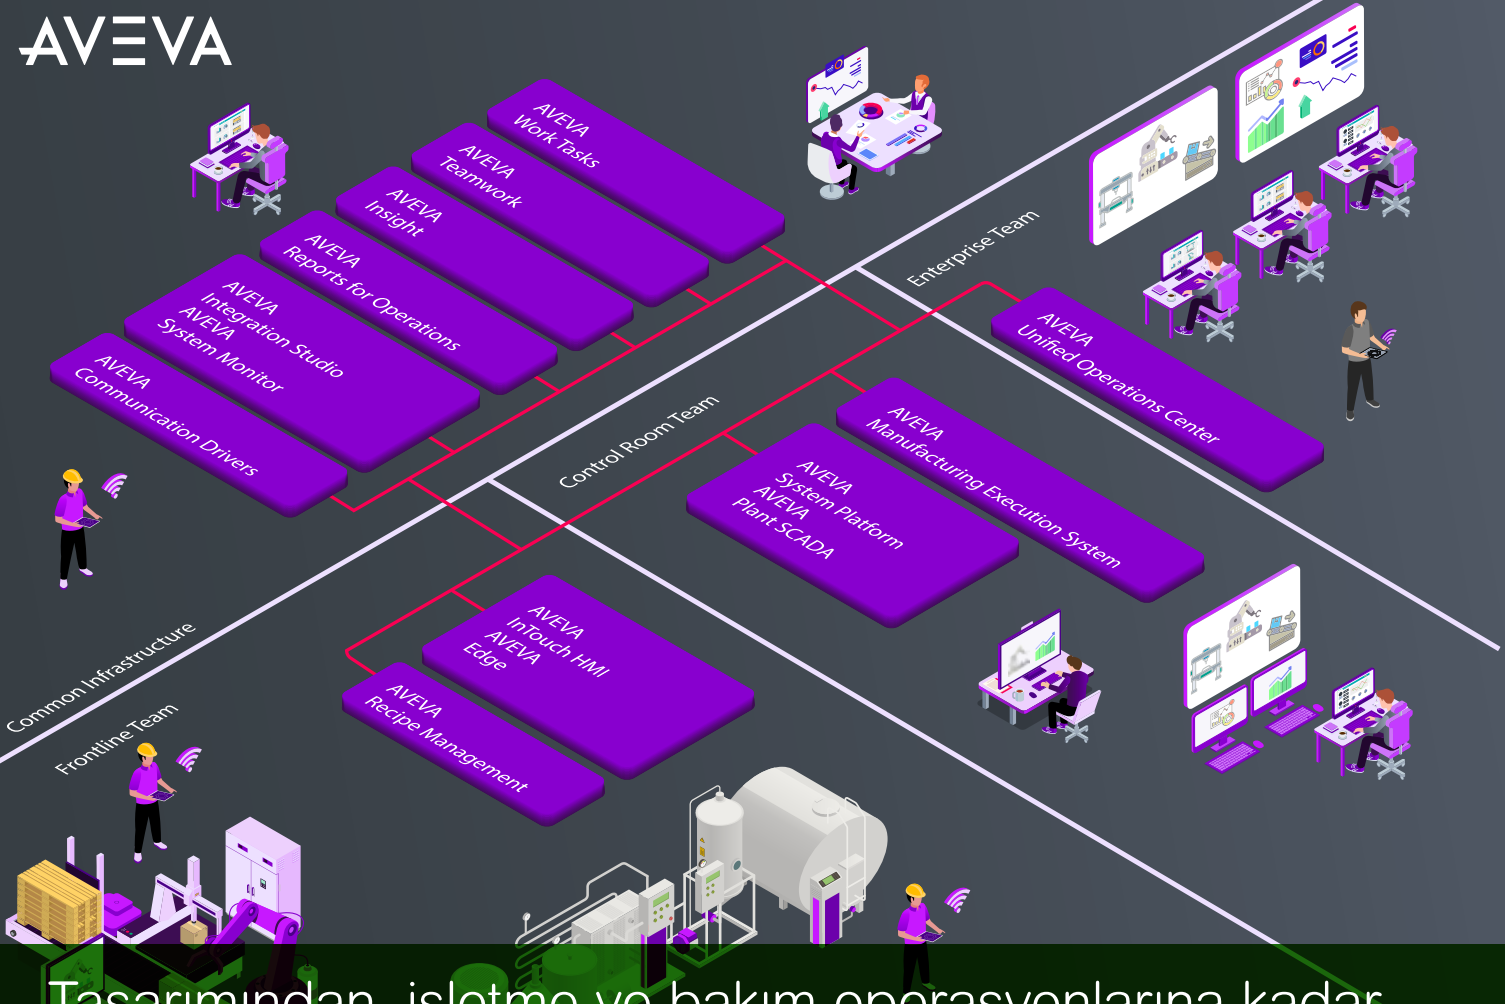 AVEVA
AVEVA
Work Tasks
AVEVA
Teamwork
AVEVA
Insight
AVEVA
Reports for Operations
AVEVA
Integration Studio
AVEVA
System Monitor
AVEVA
Communication Drivers
Enterprise Team
AVEVA
Unified Operations Center
Control Room Team
AVEVA
Manufacturing Execution System
AVEVA
System Platform
AVEVA
Plant SCADA
Common Infrastructure
Frontline Team
AVEVA
InTouch HMI
AVEVA
Edge
AVEVA
Recipe Management
Tasarımından, işletme ve bakım operasyonlarına kadar